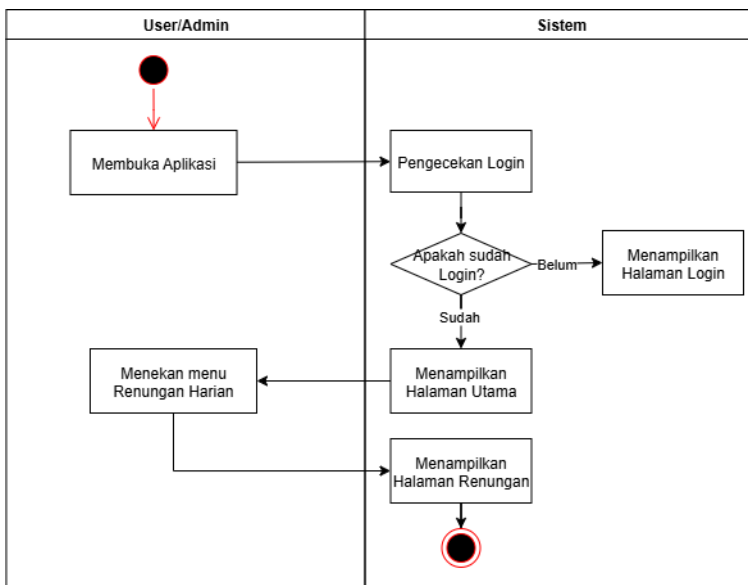 User/Admin
Sistem
Membuka Aplikasi
Pengecekan Login
Apakah sudah
Login?
Belum
Menampilkan
Halaman Login
Sudah
Menampilkan
Halaman Utama
Menekan menu
Renungan Harian
Menampilkan
Halaman Renungan